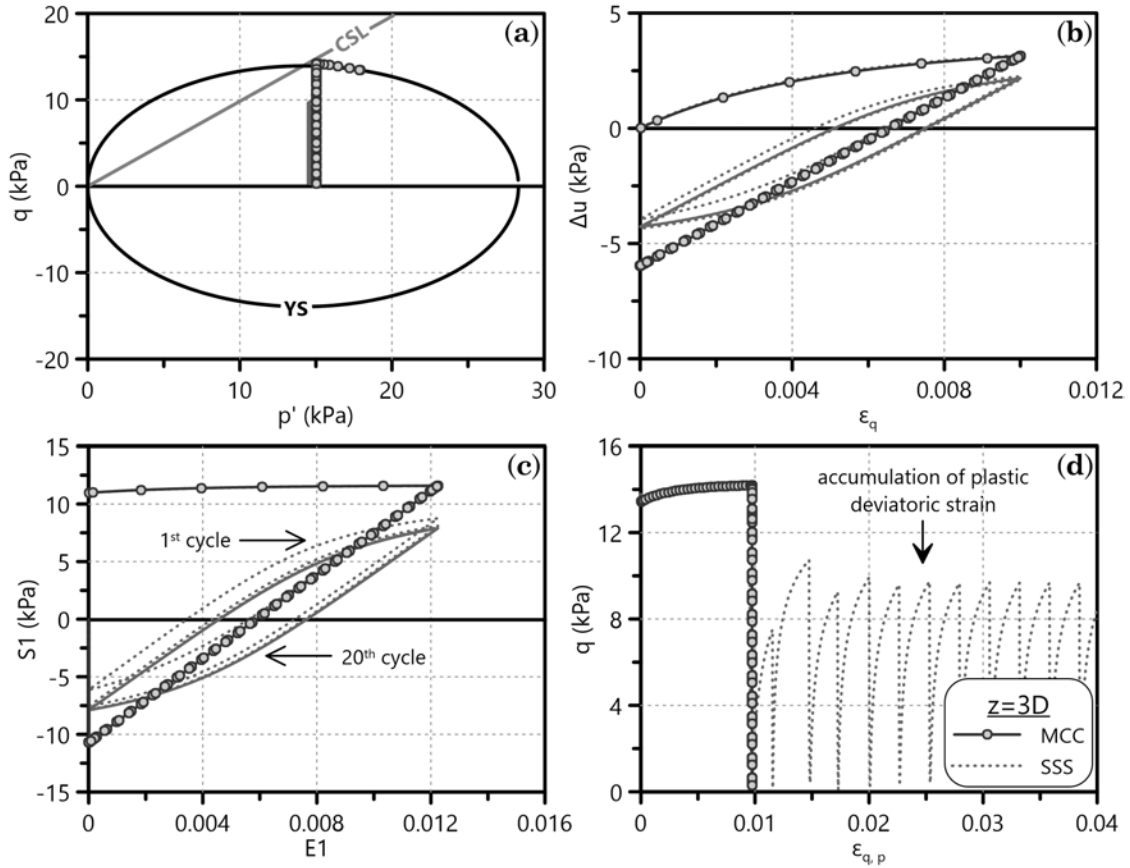 20
10
0
-10
-20
q (kPa)
CSL
(a)
YS
0
10
20
30
p' (kPa)
5
0
-5
-10
Δu (kPa)
(b)
0
0.004
0.008
0.012
ε_q
15
10
5
0
-5
-10
-15
S1 (kPa)
(c)
1st cycle
20th cycle
0
0.004
0.008
0.012
0.016
E1
16
12
8
4
0
q (kPa)
(d)
accumulation of plastic
deviatoric strain
z=3D
MCC
SSS
0
0.01
0.02
0.03
0.04
ε_q, p